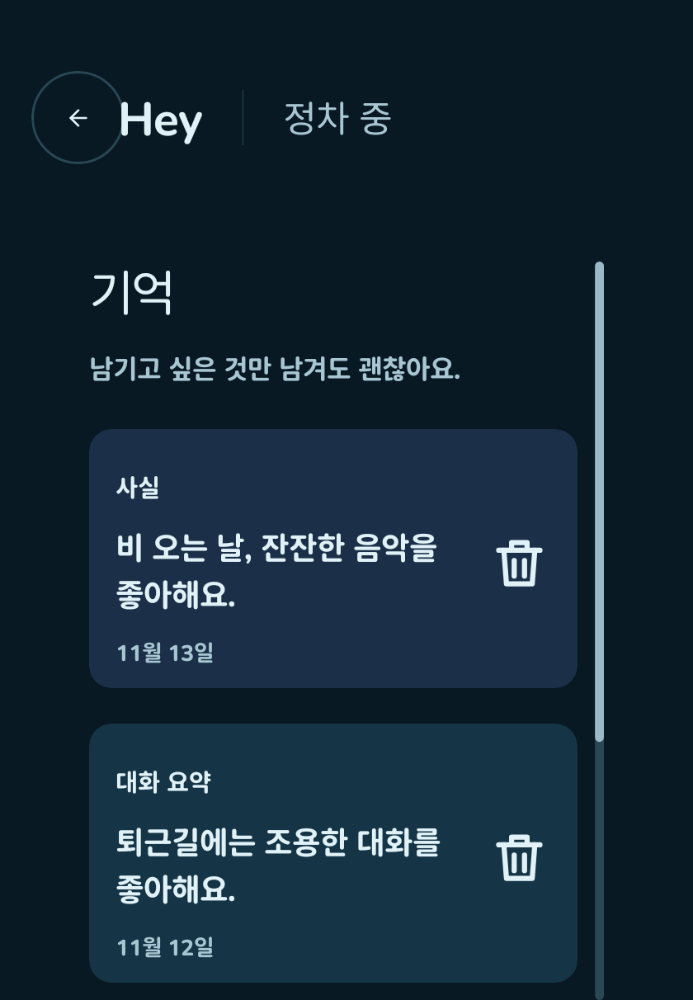 Hey
정차 중
기억
남기고 싶은 것만 남겨도 괜찮아요.
사실
비 오는 날, 잔잔한 음악을
좋아해요.
11월 13일
대화 요약
퇴근길에는 조용한 대화를
좋아해요.
11월 12일